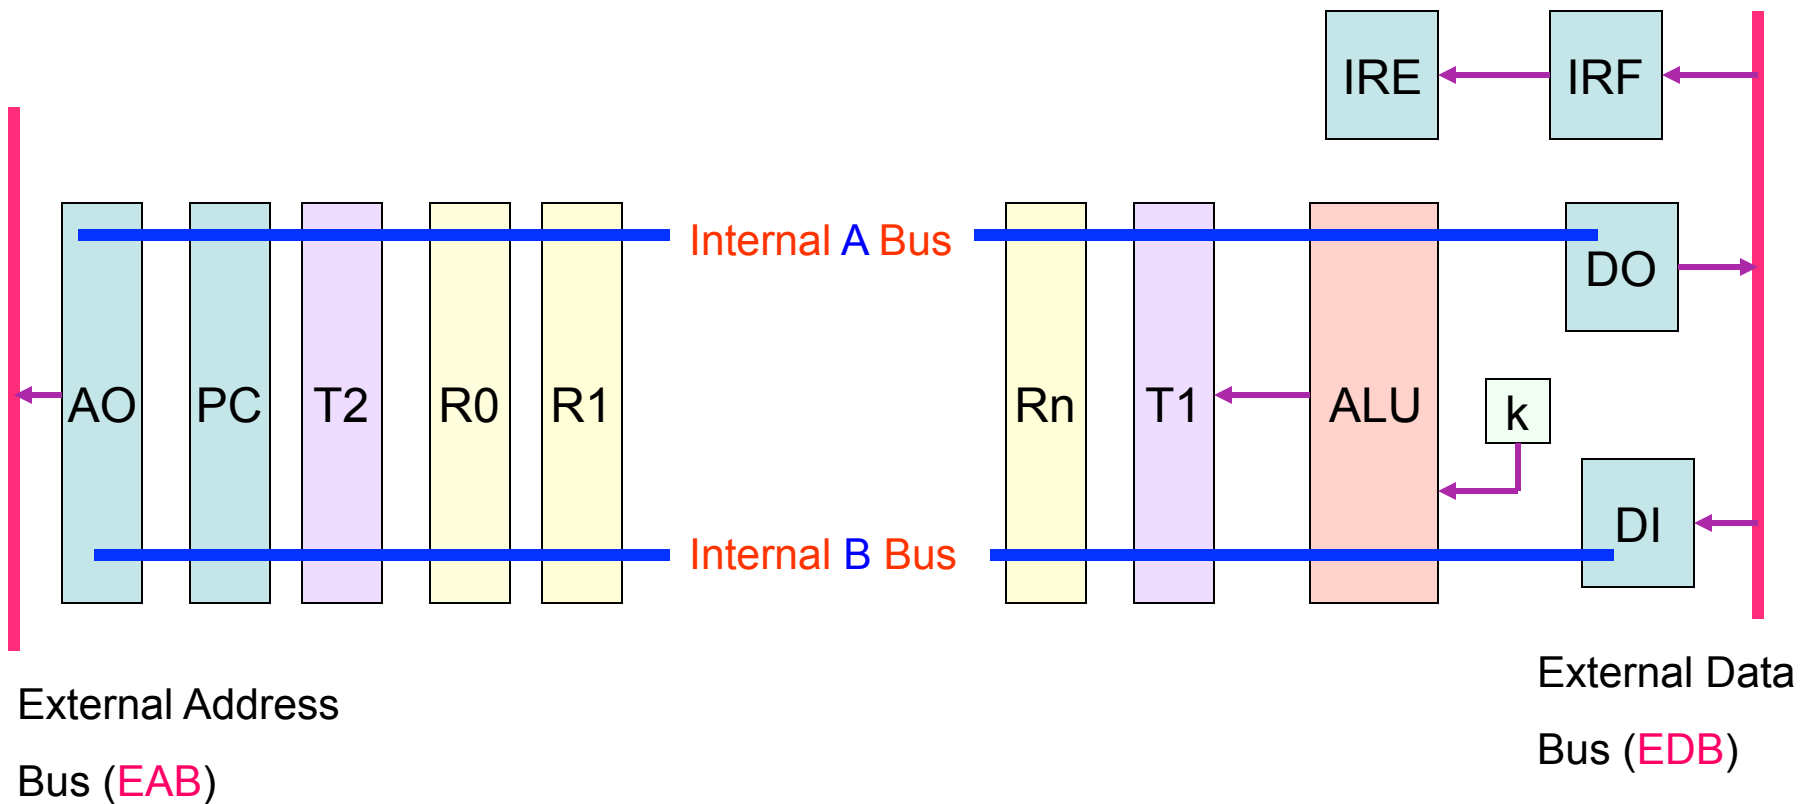 IRE IRF
Internal A Bus
DO
AO PC T2 R0 R1 Rn T1 ALU k
DI
Internal B Bus
External Address
Bus (EAB)
External Data
Bus (EDB)